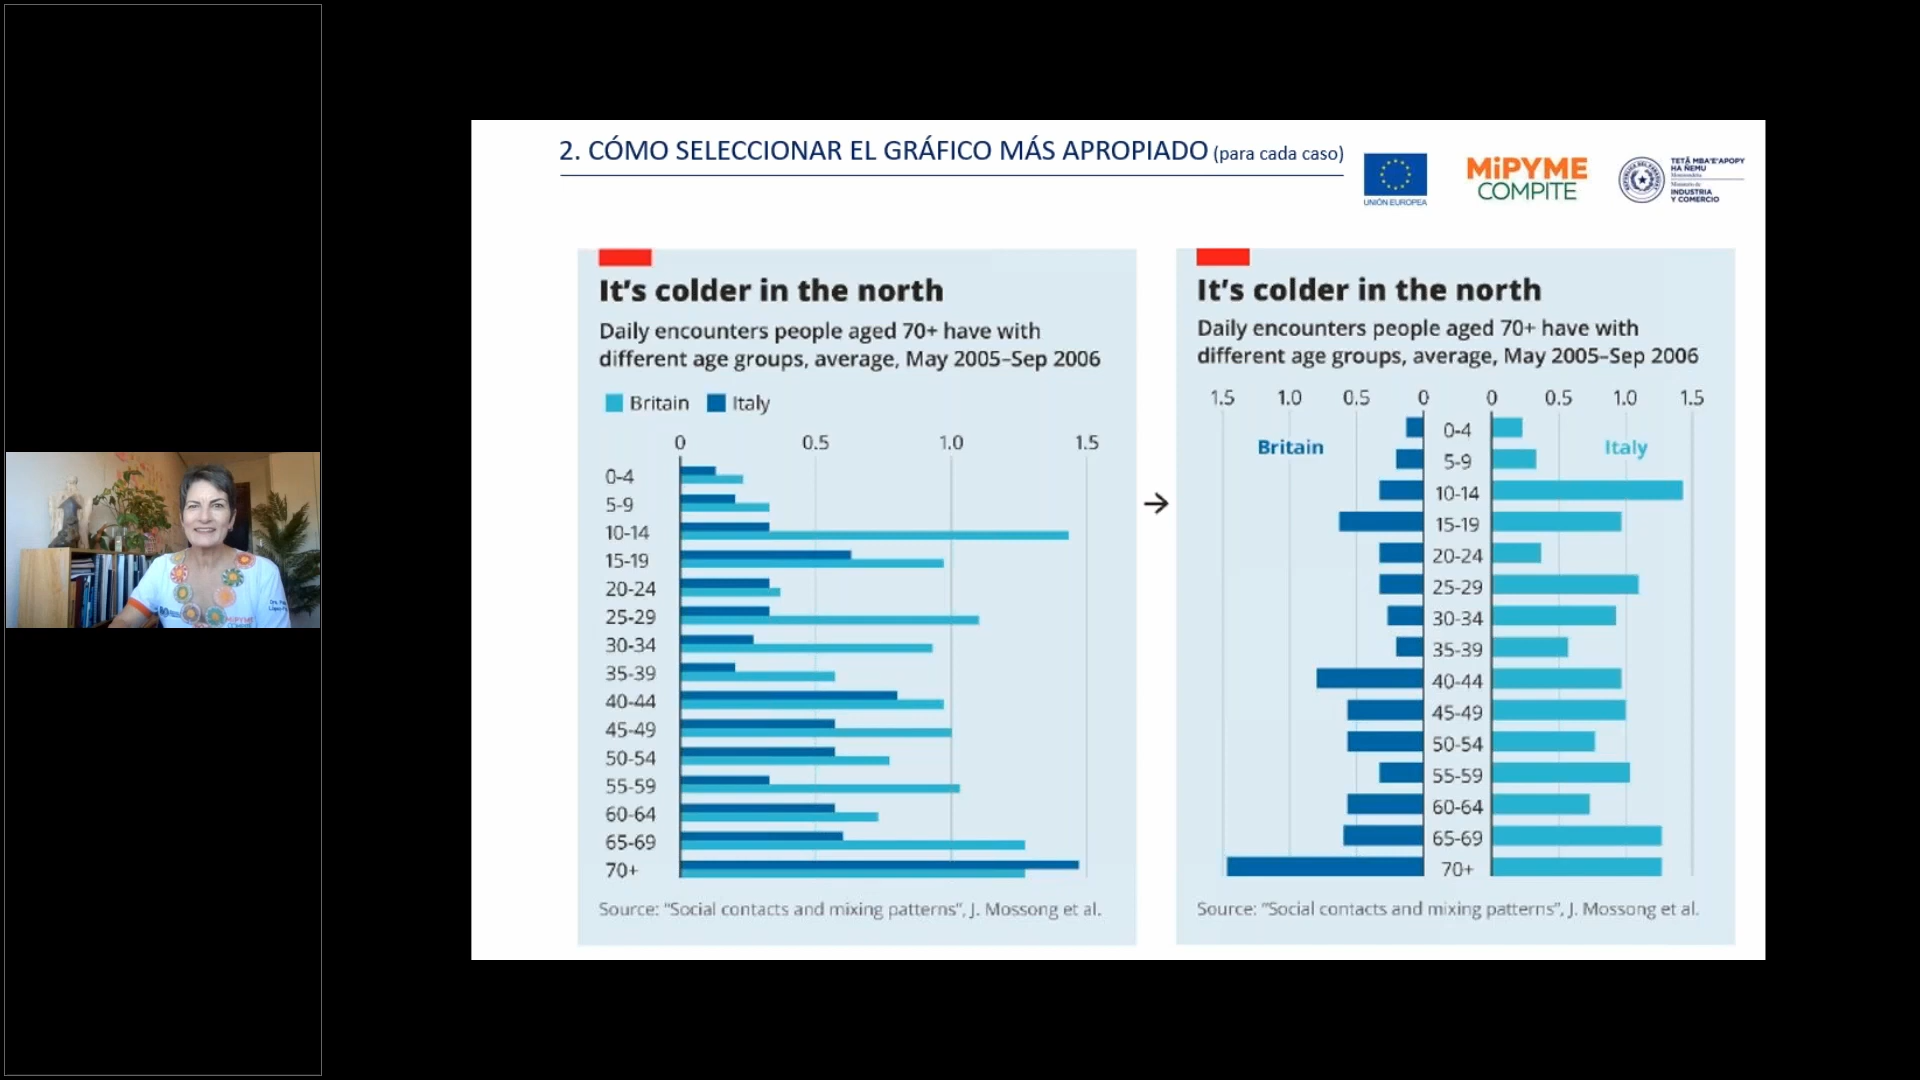 2. CÓMO SELECCIONAR EL GRÁFICO MÁS APROPIADO (para cada caso)
UNIÓN EUROPEA
MiPYME
COMPITE
TETÃ MBA'E'APOPY
HA ÑEMU
INDUSTRIA
Y COMERCIO
It's colder in the north
Daily encounters people aged 70+ have with
different age groups, average, May 2005–Sep 2006
Britain Italy
0 0.5 1.0 1.5
0-4
5-9
10-14
15-19
20-24
25-29
30-34
35-39
40-44
45-49
50-54
55-59
60-64
65-69
70+
Source: "Social contacts and mixing patterns", J. Mossong et al.
→
It's colder in the north
Daily encounters people aged 70+ have with
different age groups, average, May 2005–Sep 2006
1.5 1.0 0.5 0 0 0.5 1.0 1.5
Britain Italy
0-4
5-9
10-14
15-19
20-24
25-29
30-34
35-39
40-44
45-49
50-54
55-59
60-64
65-69
70+
Source: "Social contacts and mixing patterns", J. Mossong et al.
MiPYME